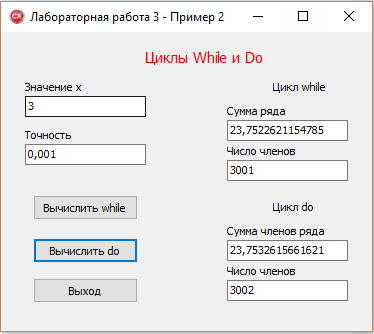 Лабораторная работа 3 - Пример 2
Циклы While и Do
Значение x
3
Точность
0,001
Вычислить while
Вычислить do
Выход
Цикл while
Сумма ряда
23,7522621154785
Число членов
3001
Цикл do
Сумма членов ряда
23,7532615661621
Число членов
3002